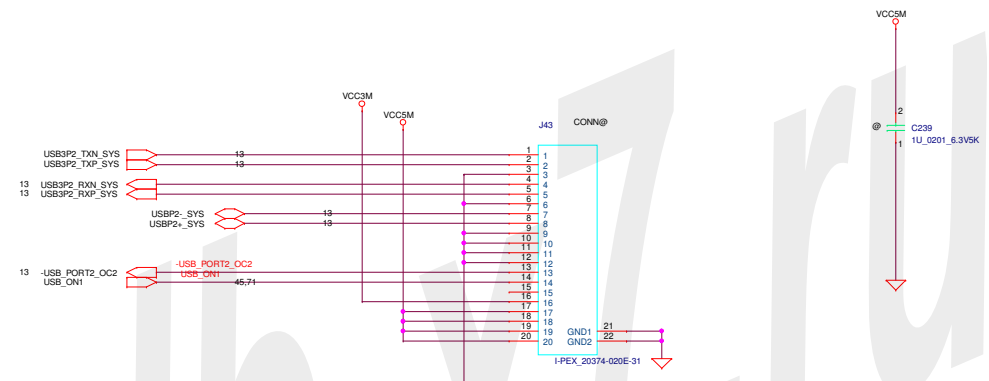 VCC5M
2
@
C239
1U_0201_6.3V5K
1
VCC3M
VCC5M
J43
CONN@
USB3P2_TXN_SYS 13 1 1
USB3P2_TXP_SYS 13 2 2
3 3
13 USB3P2_RXN_SYS 4 4
13 USB3P2_RXP_SYS 5 5
6 6
USBP2-_SYS 13 7 7
USBP2+_SYS 13 8 8
9 9
10 10
11 11
12 12
-USB_PORT2_OC2
13 -USB_PORT2_OC2 13 13
USB_ON1
USB_ON1 45,71 14 14
15 15
16 16
17 17
18 18
19 19 GND1 21
20 20 GND2 22
I-PEX_20374-020E-31